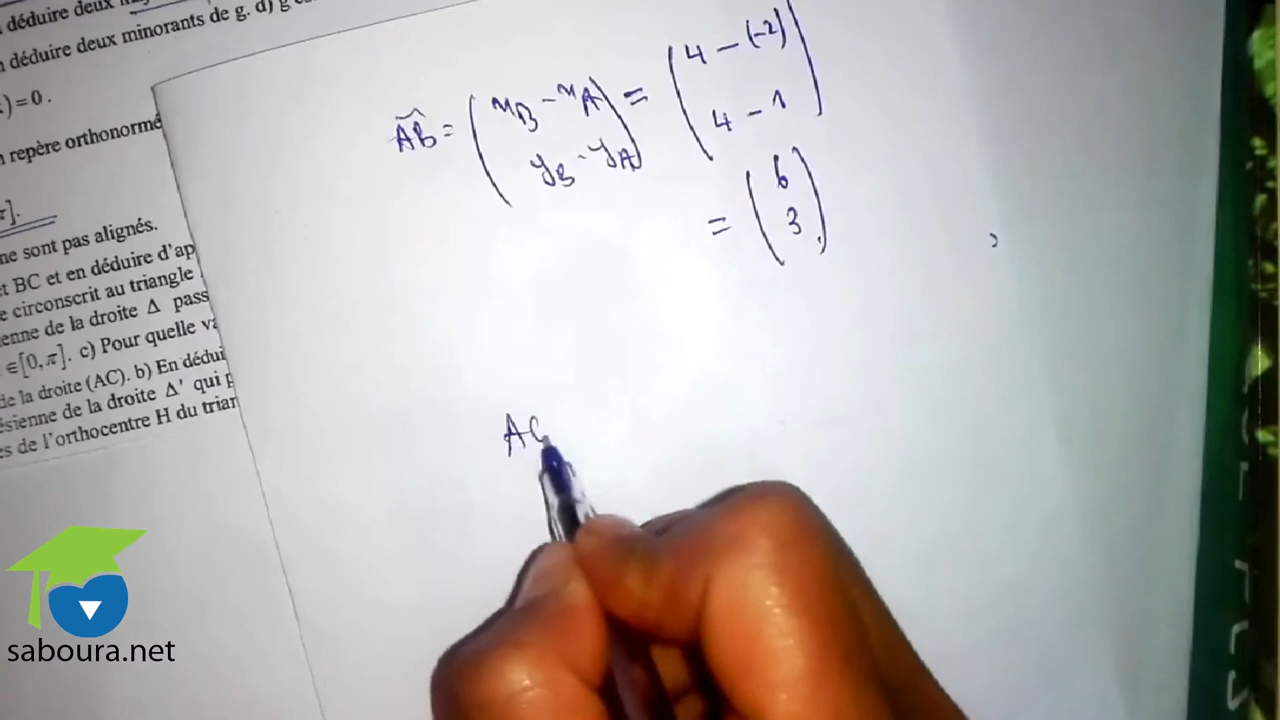 déduire deux
déduire deux minorants de g. d) g
) = 0 .
repère orthonormé
π].
ne sont pas alignés.
et BC et en déduire d'ap
e circonscrit au triangle
enne de la droite Δ pass
∈[0,π]. c) Pour quelle va
de la droite (AC). b) En dédui
ésienne de la droite Δ' qui p
es de l'orthocentre H du trian
AB = ( xB - xA ) = ( 4 - (-2) )
yB - yA 4 - 1
= ( 6
3 )
,
AC
saboura.net